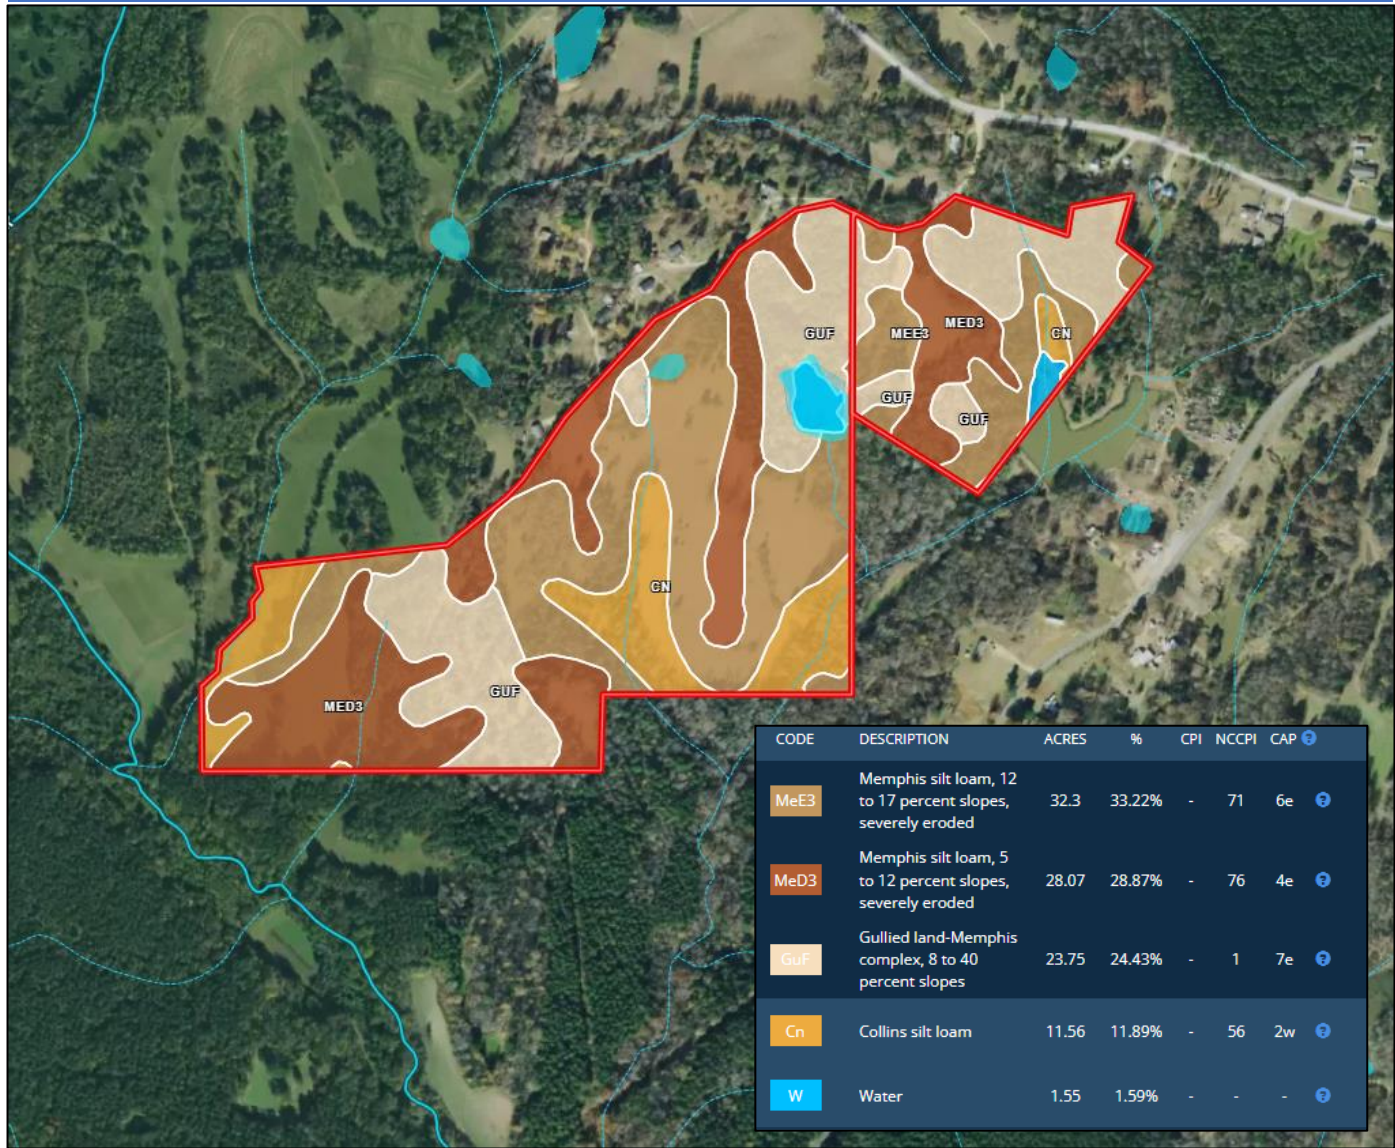 GUF
MEE3
MED3
CN
GUF
GUF
CN
GUF
MED3
CODE DESCRIPTION ACRES % CPI NCCPI CAP ?
MeE3 Memphis silt loam, 12 to 17 percent slopes, severely eroded 32.3 33.22% - 71 6e ?
MeD3 Memphis silt loam, 5 to 12 percent slopes, severely eroded 28.07 28.87% - 76 4e ?
GuF Gullied land-Memphis complex, 8 to 40 percent slopes 23.75 24.43% - 1 7e ?
Cn Collins silt loam 11.56 11.89% - 56 2w ?
W Water 1.55 1.59% - - - ?